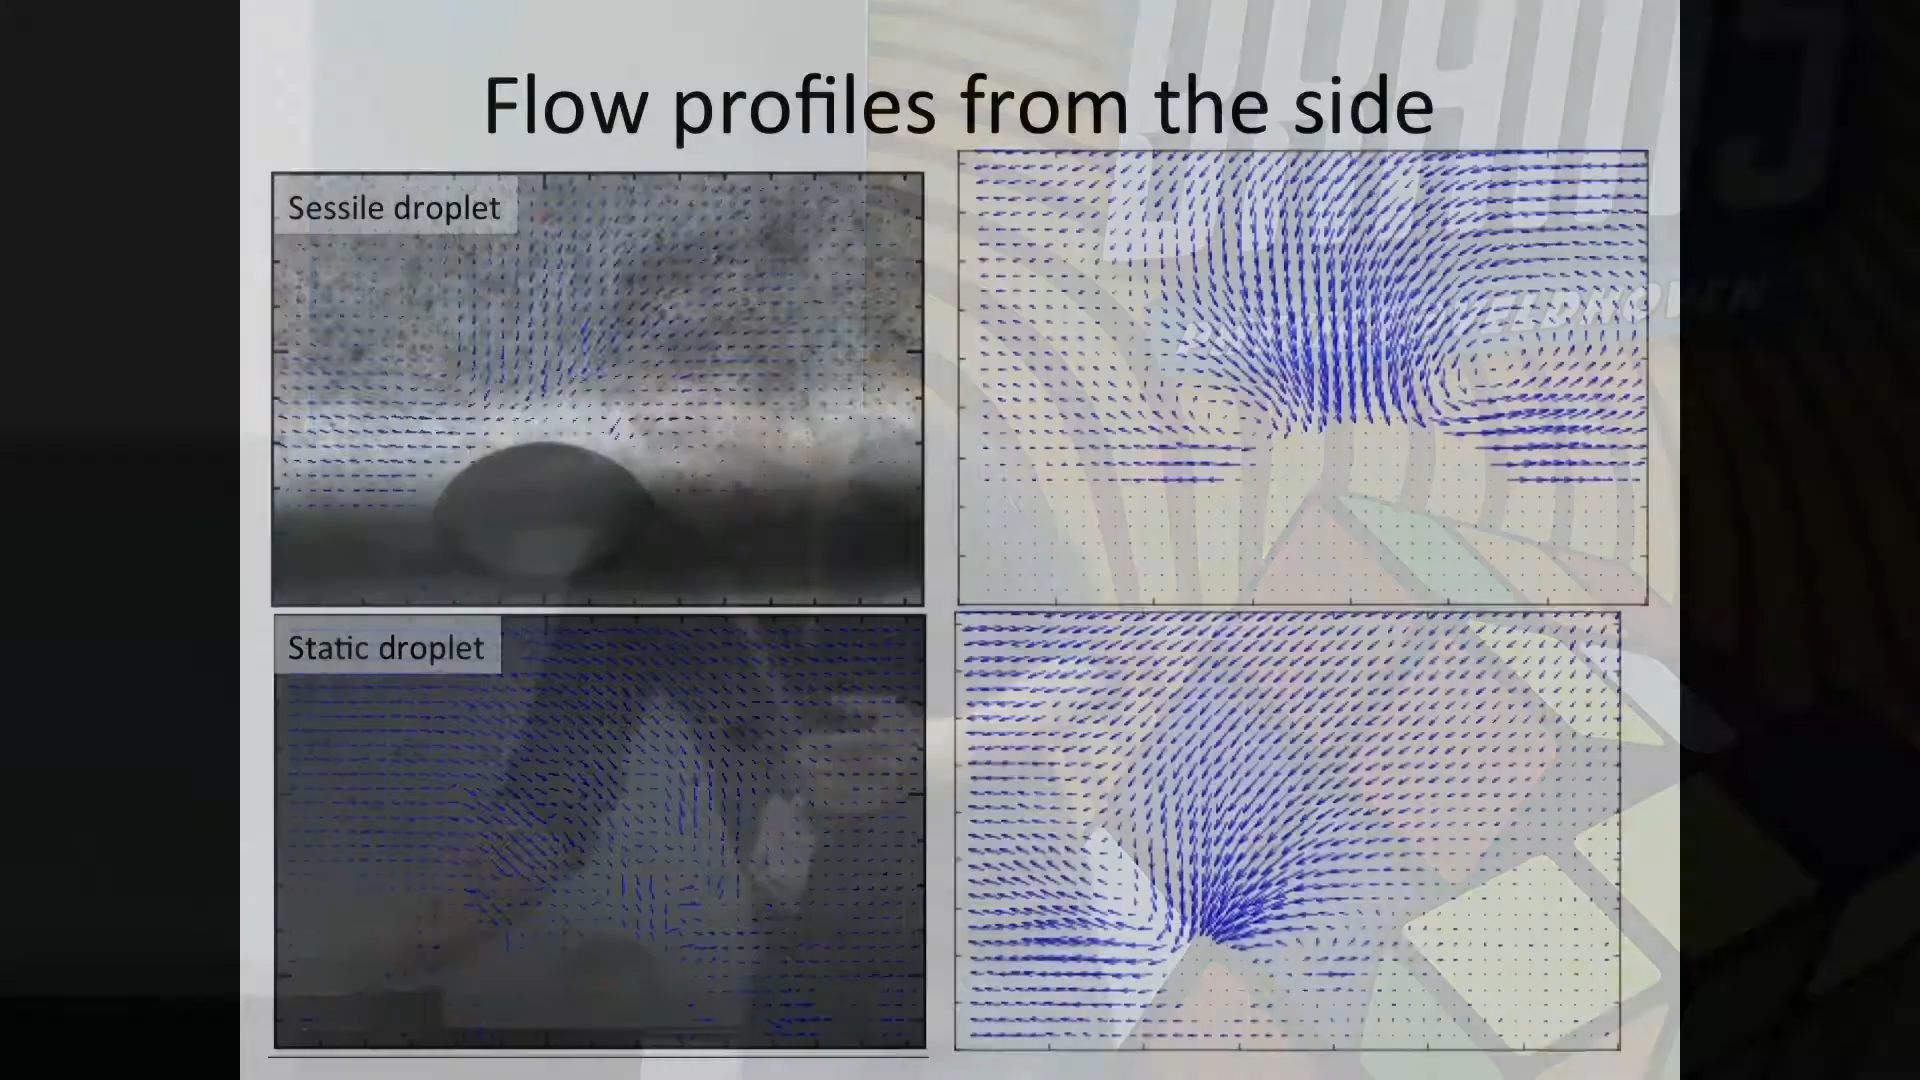 Flow profiles from the side
Sessile droplet
Static droplet